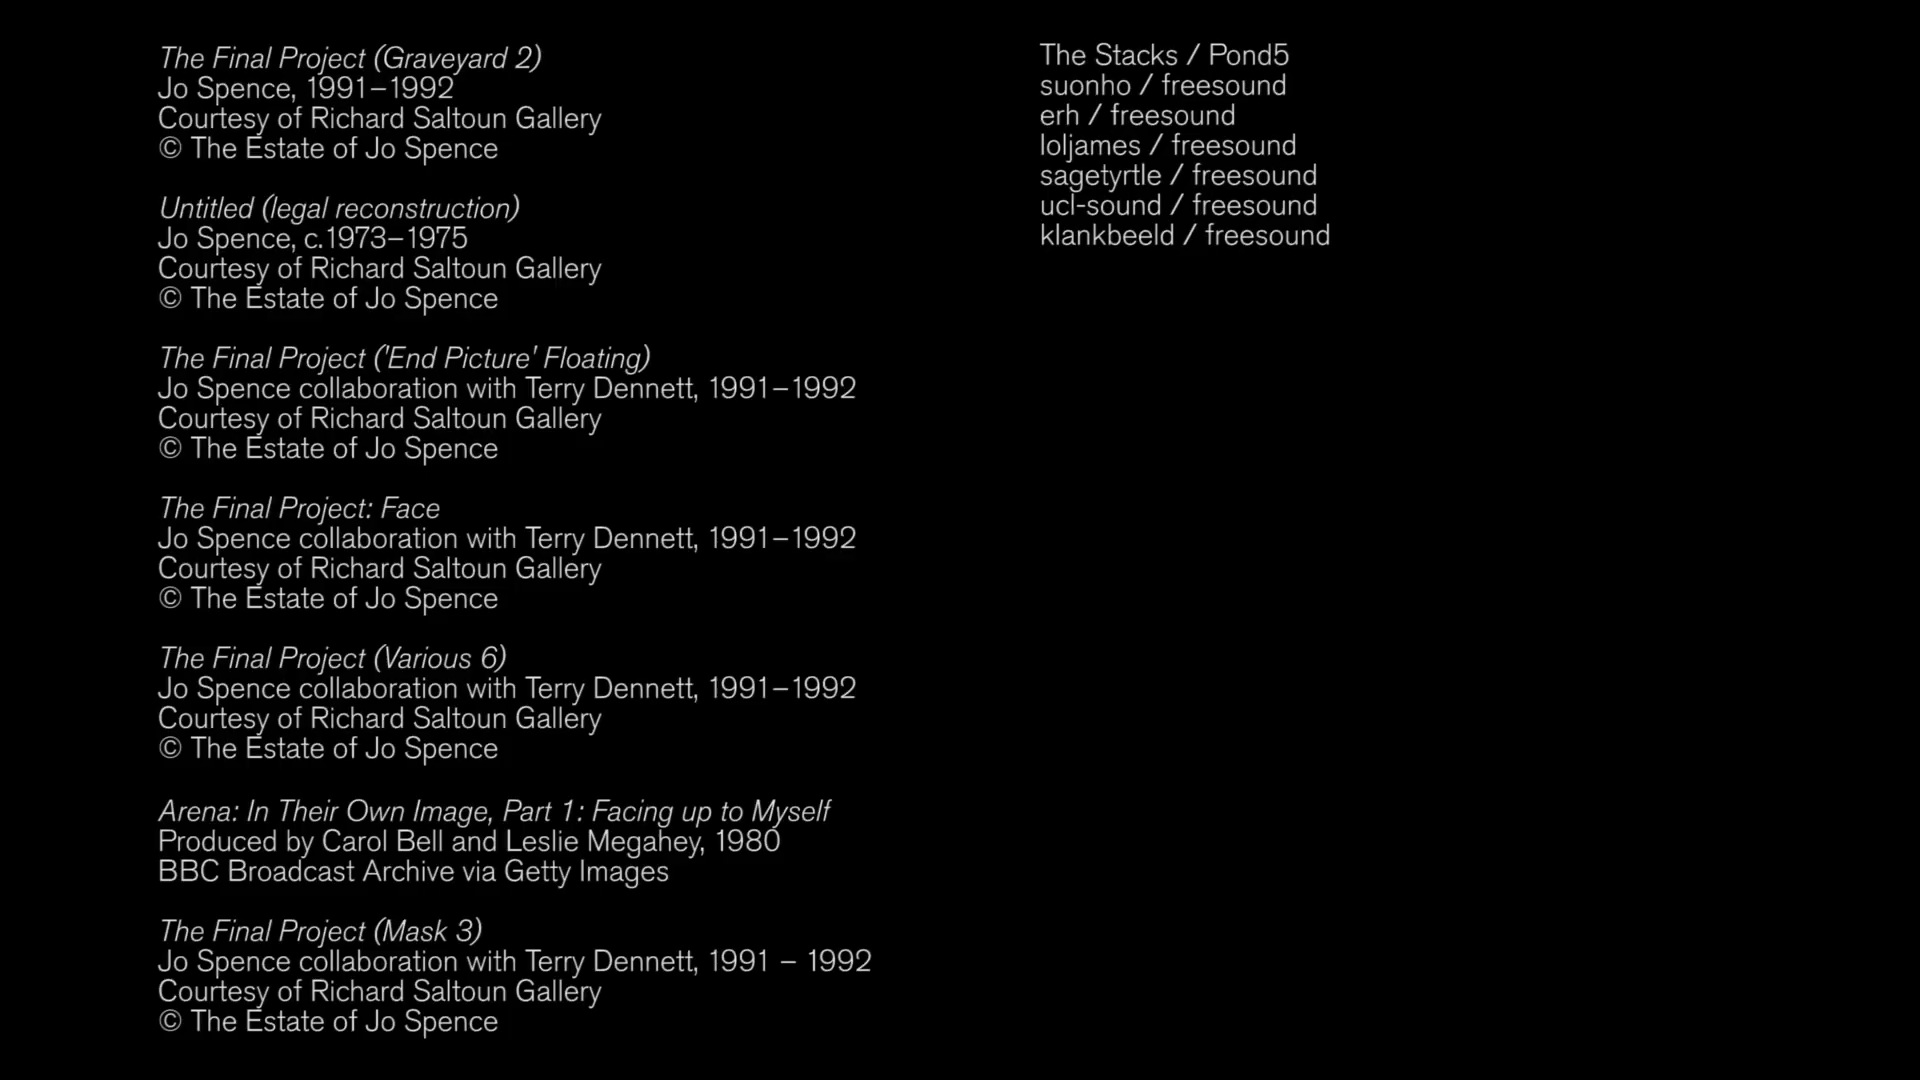 The Final Project (Graveyard 2)
Jo Spence, 1991–1992
Courtesy of Richard Saltoun Gallery
© The Estate of Jo Spence
Untitled (legal reconstruction)
Jo Spence, c.1973–1975
Courtesy of Richard Saltoun Gallery
© The Estate of Jo Spence
The Final Project ('End Picture' Floating)
Jo Spence collaboration with Terry Dennett, 1991–1992
Courtesy of Richard Saltoun Gallery
© The Estate of Jo Spence
The Final Project: Face
Jo Spence collaboration with Terry Dennett, 1991–1992
Courtesy of Richard Saltoun Gallery
© The Estate of Jo Spence
The Final Project (Various 6)
Jo Spence collaboration with Terry Dennett, 1991–1992
Courtesy of Richard Saltoun Gallery
© The Estate of Jo Spence
Arena: In Their Own Image, Part 1: Facing up to Myself
Produced by Carol Bell and Leslie Megahey, 1980
BBC Broadcast Archive via Getty Images
The Final Project (Mask 3)
Jo Spence collaboration with Terry Dennett, 1991 – 1992
Courtesy of Richard Saltoun Gallery
© The Estate of Jo Spence
The Stacks / Pond5
suonho / freesound
erh / freesound
loljames / freesound
sagetyrtle / freesound
ucl-sound / freesound
klankbeeld / freesound